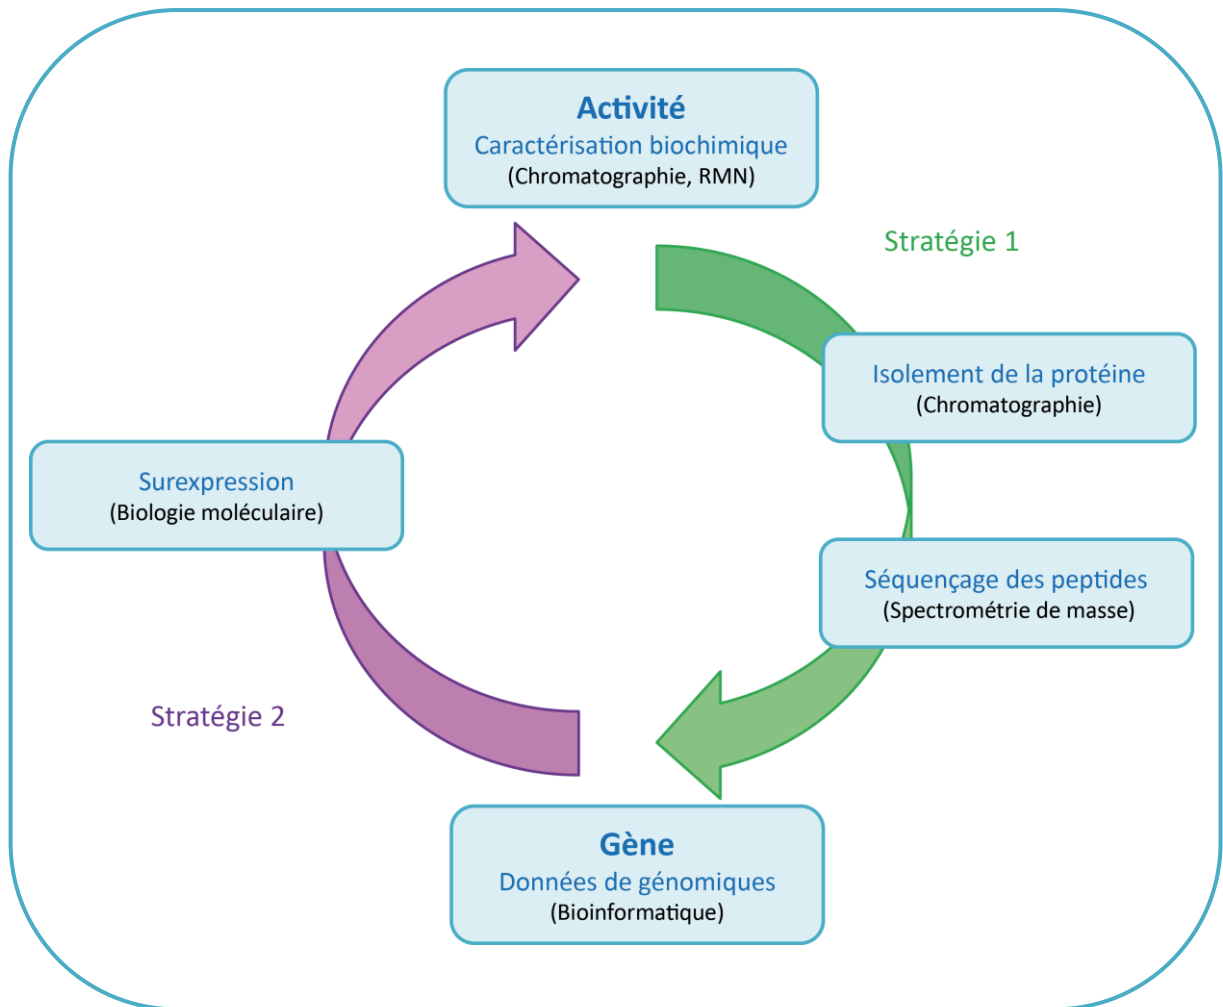 Activité
Caractérisation biochimique
(Chromatographie, RMN)
Stratégie 1
Isolement de la protéine
(Chromatographie)
Surexpression
(Biologie moléculaire)
Séquençage des peptides
(Spectrométrie de masse)
Stratégie 2
Gène
Données de génomiques
(Bioinformatique)